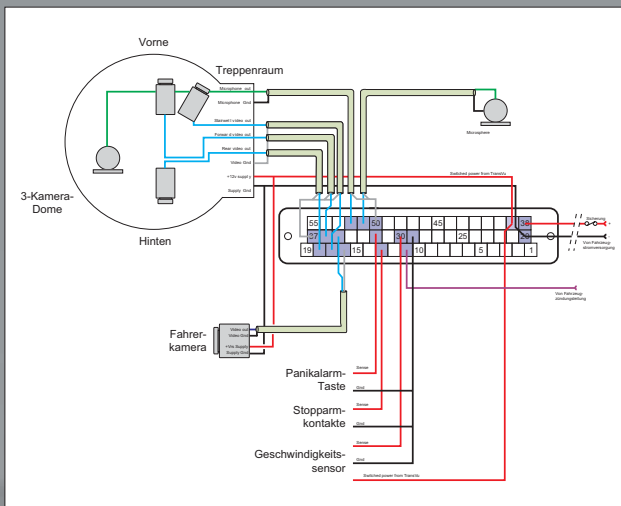 Vorne
Treppenraum
Microphone out
Microphone Gnd
Stairwell video out
Forward video out
Rear video out
Video Gnd
+12v supply
Supply Gnd
3-Kamera-
Dome
Hinten
Microphone
Switched power from TransVu
55
50
45
38
37
30
25
20
19
15
10
5
1
Sicherung
+
-
Von Fahrzeug-
stromversorgung
Von Fahrzeug-
zündungsleitung
Fahrer-
kamera
Video out
Video Gnd
+Ve Supply
Supply Gnd
Panikalarm-
Taste
Sense
Gnd
Stopparm-
kontakte
Sense
Gnd
Geschwindigkeits-
sensor
Sense
Gnd
Switched power from TransVu